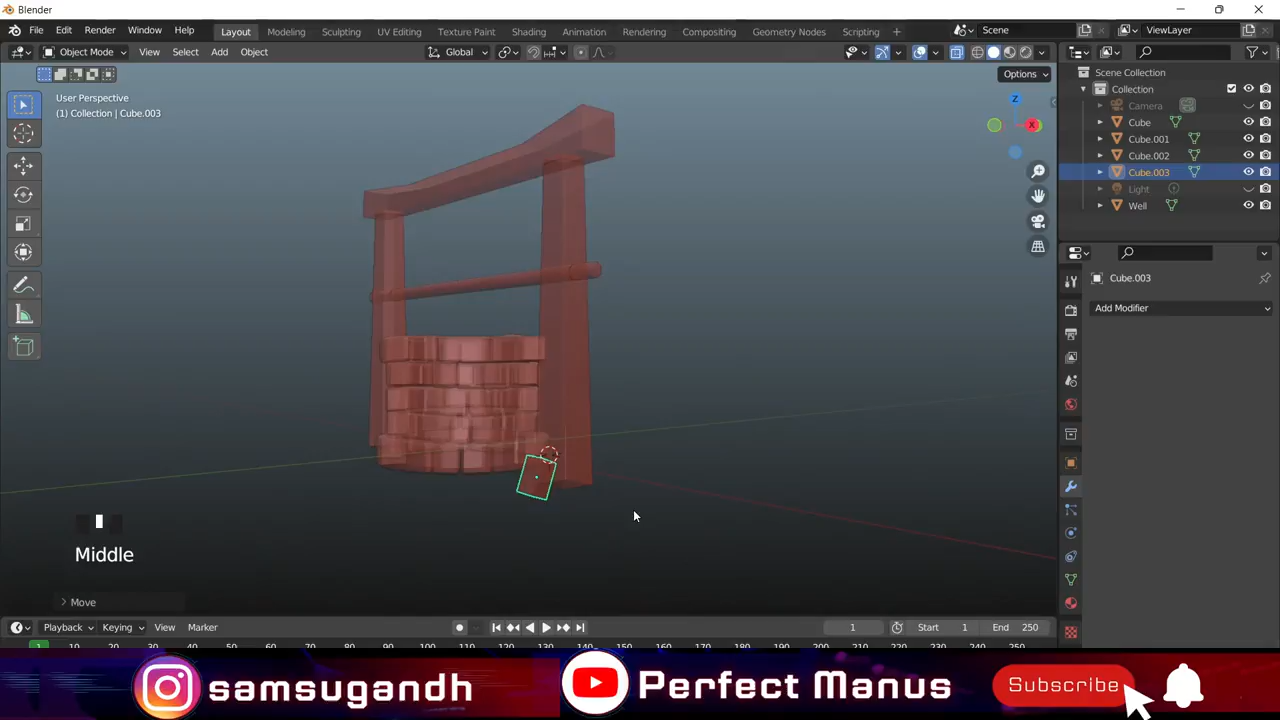 Blender
File Edit Render Window Help Layout Modeling Sculpting UV Editing Texture Paint Shading Animation Rendering Compositing Geometry Nodes Scripting + Scene ViewLayer
Object Mode View Select Add Object Global
Options
User Perspective
(1) Collection | Cube.003
Z
X
Scene Collection
Collection
Camera
Cube
Cube.001
Cube.002
Cube.003
Light
Well
Cube.003
Add Modifier
Middle
Move
Playback Keying View Marker 1 Start 1 End 250
1 10 20 30 40 50 60 70 80 90 100 110 120 130 140 150 160 170 180 190 200 210 220 230 240 250
samsugandh Perfect Manus Subscribe